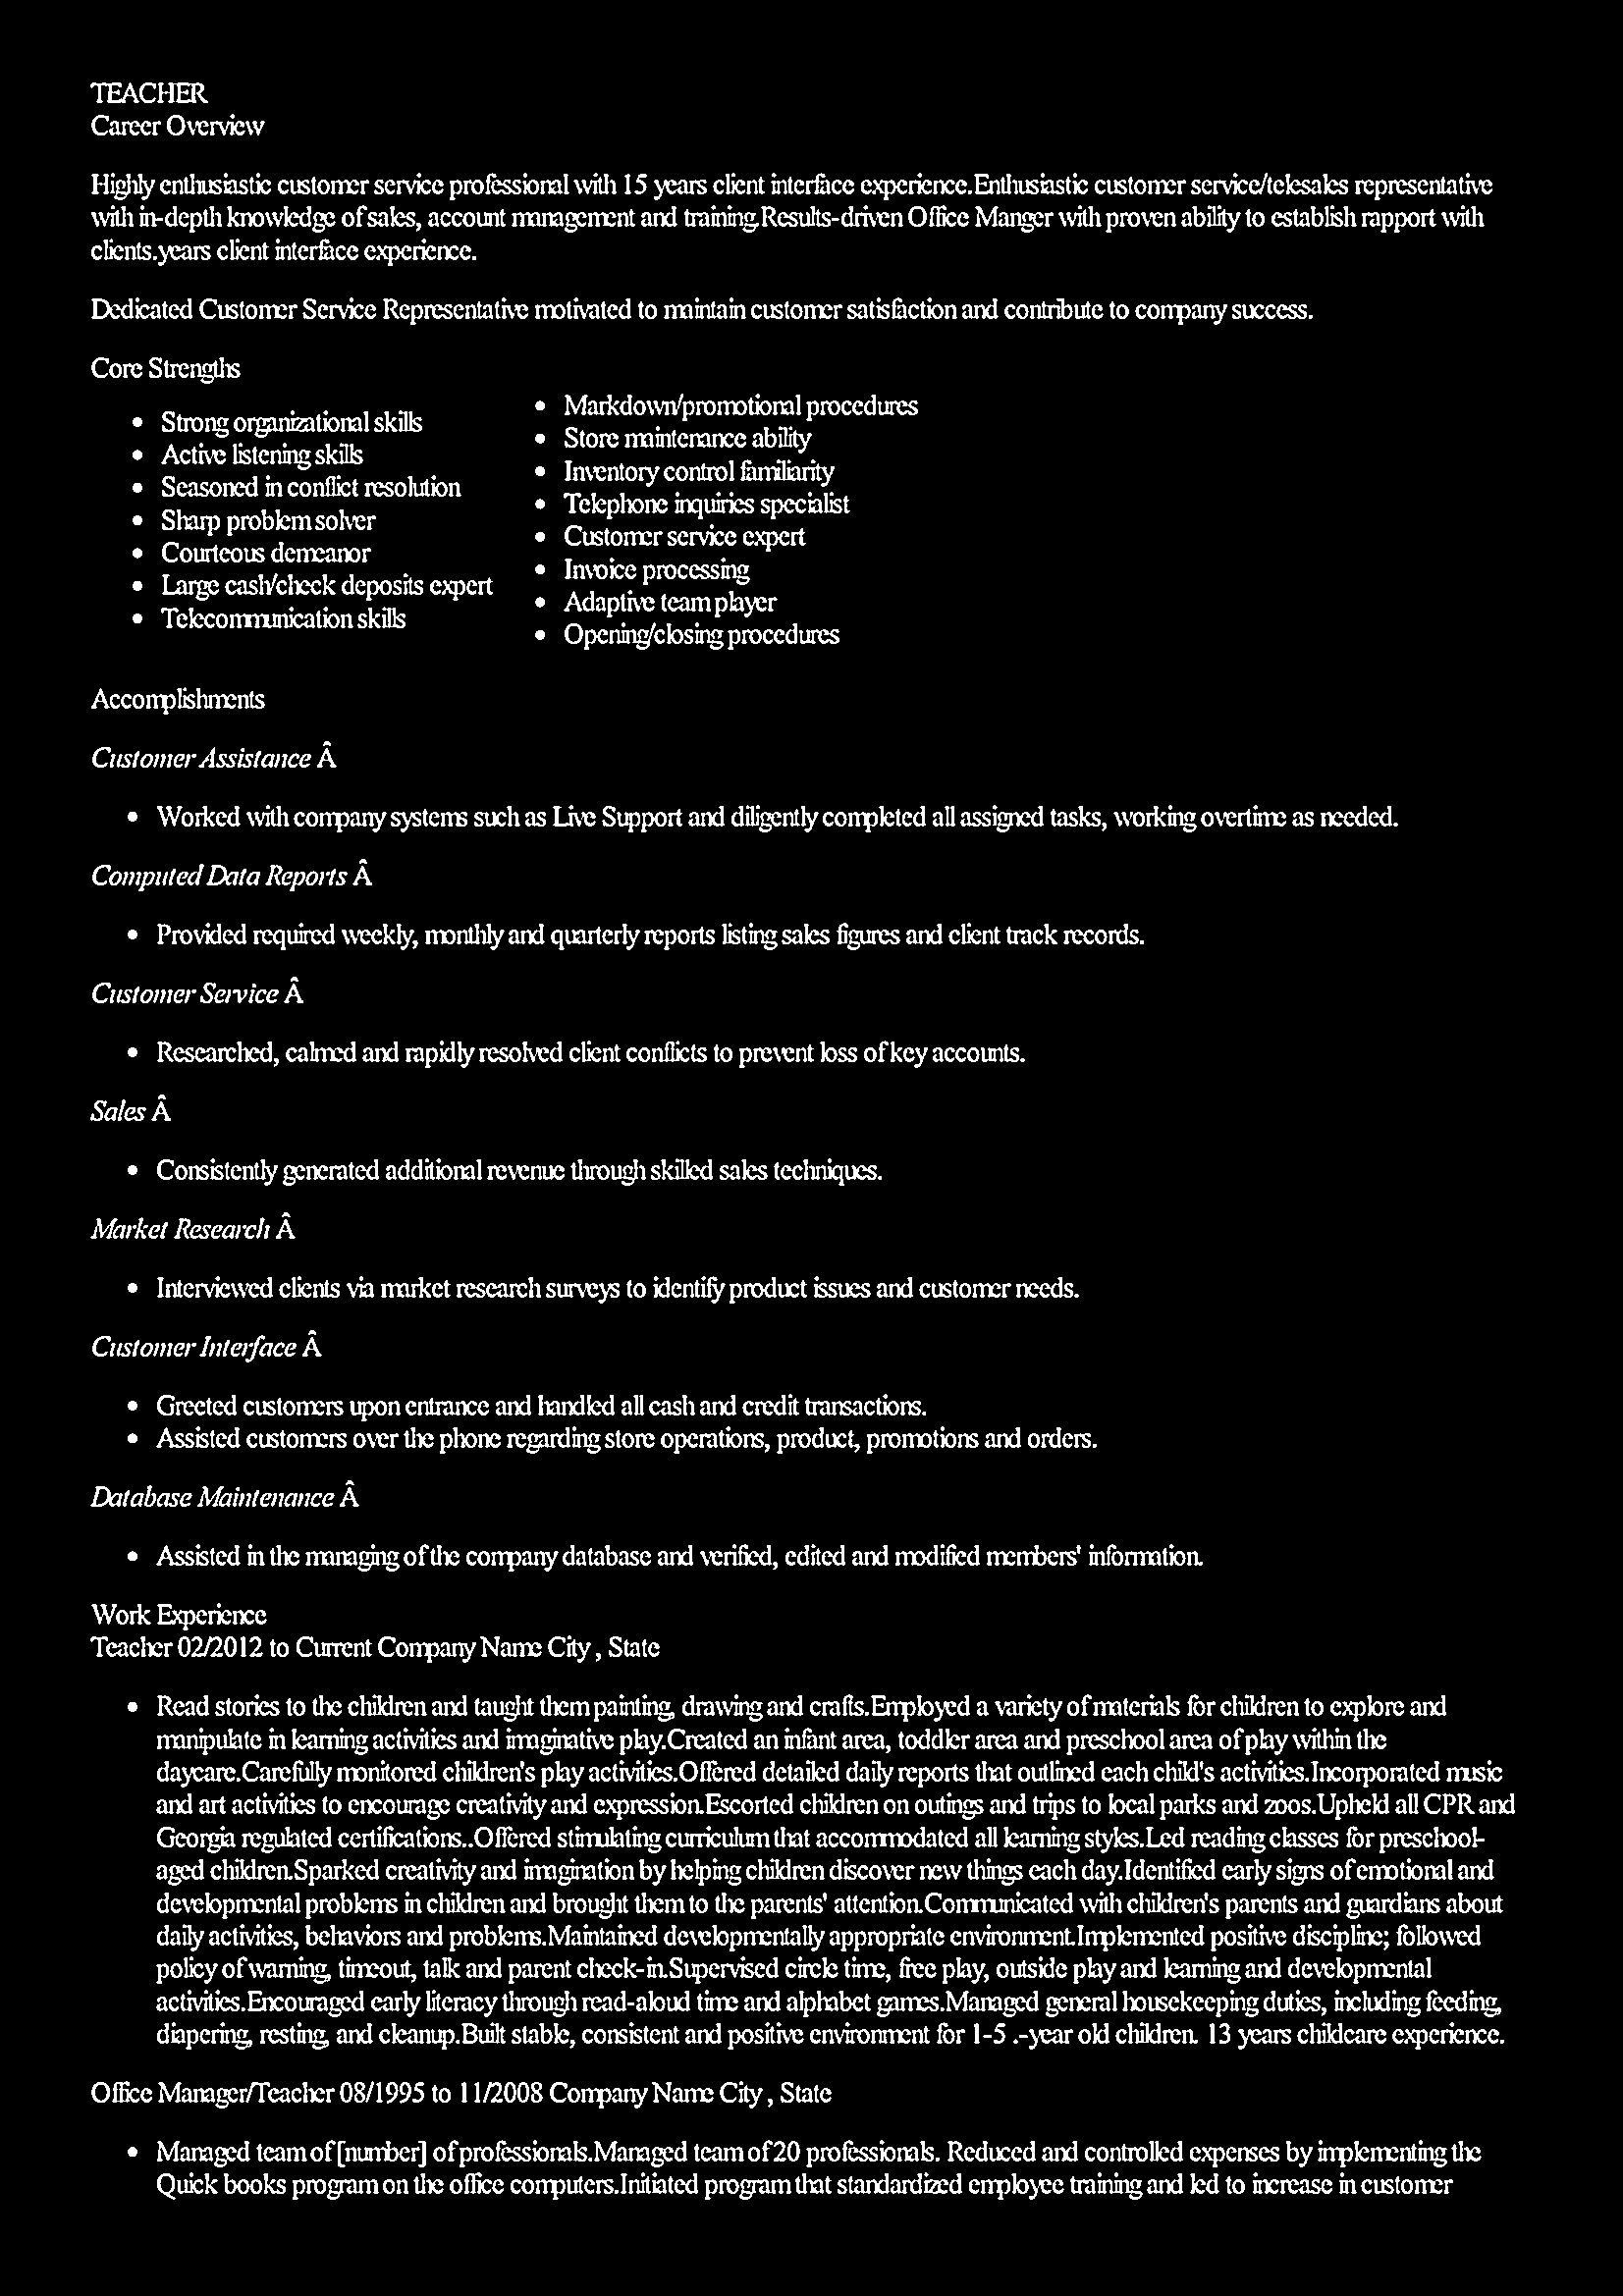 TEACHER
Career Overview
Highly enthusiastic customer service professional with 15 years client interface experience.Enthusiastic customer service/telesales representative
with in-depth knowledge of sales, account management and training.Results-driven Office Manger with proven ability to establish rapport with
clients.years client interface experience.
Dedicated Customer Service Representative motivated to maintain customer satisfaction and contribute to company success.
Core Strengths
• Strong organizational skills
• Active listening skills
• Seasoned in conflict resolution
• Sharp problem solver
• Courteous demeanor
• Large cash/check deposits expert
• Telecommunication skills
• Markdown/promotional procedures
• Store maintenance ability
• Inventory control familiarity
• Telephone inquiries specialist
• Customer service expert
• Invoice processing
• Adaptive team player
• Opening/closing procedures
Accomplishments
Customer Assistance Â
• Worked with company systems such as Live Support and diligently completed all assigned tasks, working overtime as needed.
Computed Data Reports Â
• Provided required weekly, monthly and quarterly reports listing sales figures and client track records.
Customer Service Â
• Researched, calmed and rapidly resolved client conflicts to prevent loss of key accounts.
Sales Â
• Consistently generated additional revenue through skilled sales techniques.
Market Research Â
• Interviewed clients via market research surveys to identify product issues and customer needs.
Customer Interface Â
• Greeted customers upon entrance and handled all cash and credit transactions.
• Assisted customers over the phone regarding store operations, product, promotions and orders.
Database Maintenance Â
• Assisted in the managing of the company database and verified, edited and modified members' information.
Work Experience
Teacher 02/2012 to Current Company Name City , State
• Read stories to the children and taught them painting, drawing and crafts.Employed a variety of materials for children to explore and
manipulate in learning activities and imaginative play.Created an infant area, toddler area and preschool area of play within the
daycare.Carefully monitored children's play activities.Offered detailed daily reports that outlined each child's activities.Incorporated music
and art activities to encourage creativity and expression.Escorted children on outings and trips to local parks and zoos.Upheld all CPR and
Georgia regulated certifications..Offered stimulating curriculum that accommodated all learning styles.Led reading classes for preschool-
aged children.Sparked creativity and imagination by helping children discover new things each day.Identified early signs of emotional and
developmental problems in children and brought them to the parents' attention.Communicated with children's parents and guardians about
daily activities, behaviors and problems.Maintained developmentally appropriate environment.Implemented positive discipline; followed
policy of warning, timeout, talk and parent check-in.Supervised circle time, free play, outside play and learning and developmental
activities.Encouraged early literacy through read-aloud time and alphabet games.Managed general housekeeping duties, including feeding,
diapering, resting, and cleanup.Built stable, consistent and positive environment for 1-5 .-year old children. 13 years childcare experience.
Office Manager/Teacher 08/1995 to 11/2008 Company Name City , State
• Managed team of [number] of professionals.Managed team of 20 professionals. Reduced and controlled expenses by implementing the
Quick books program on the office computers.Initiated program that standardized employee training and led to increase in customer